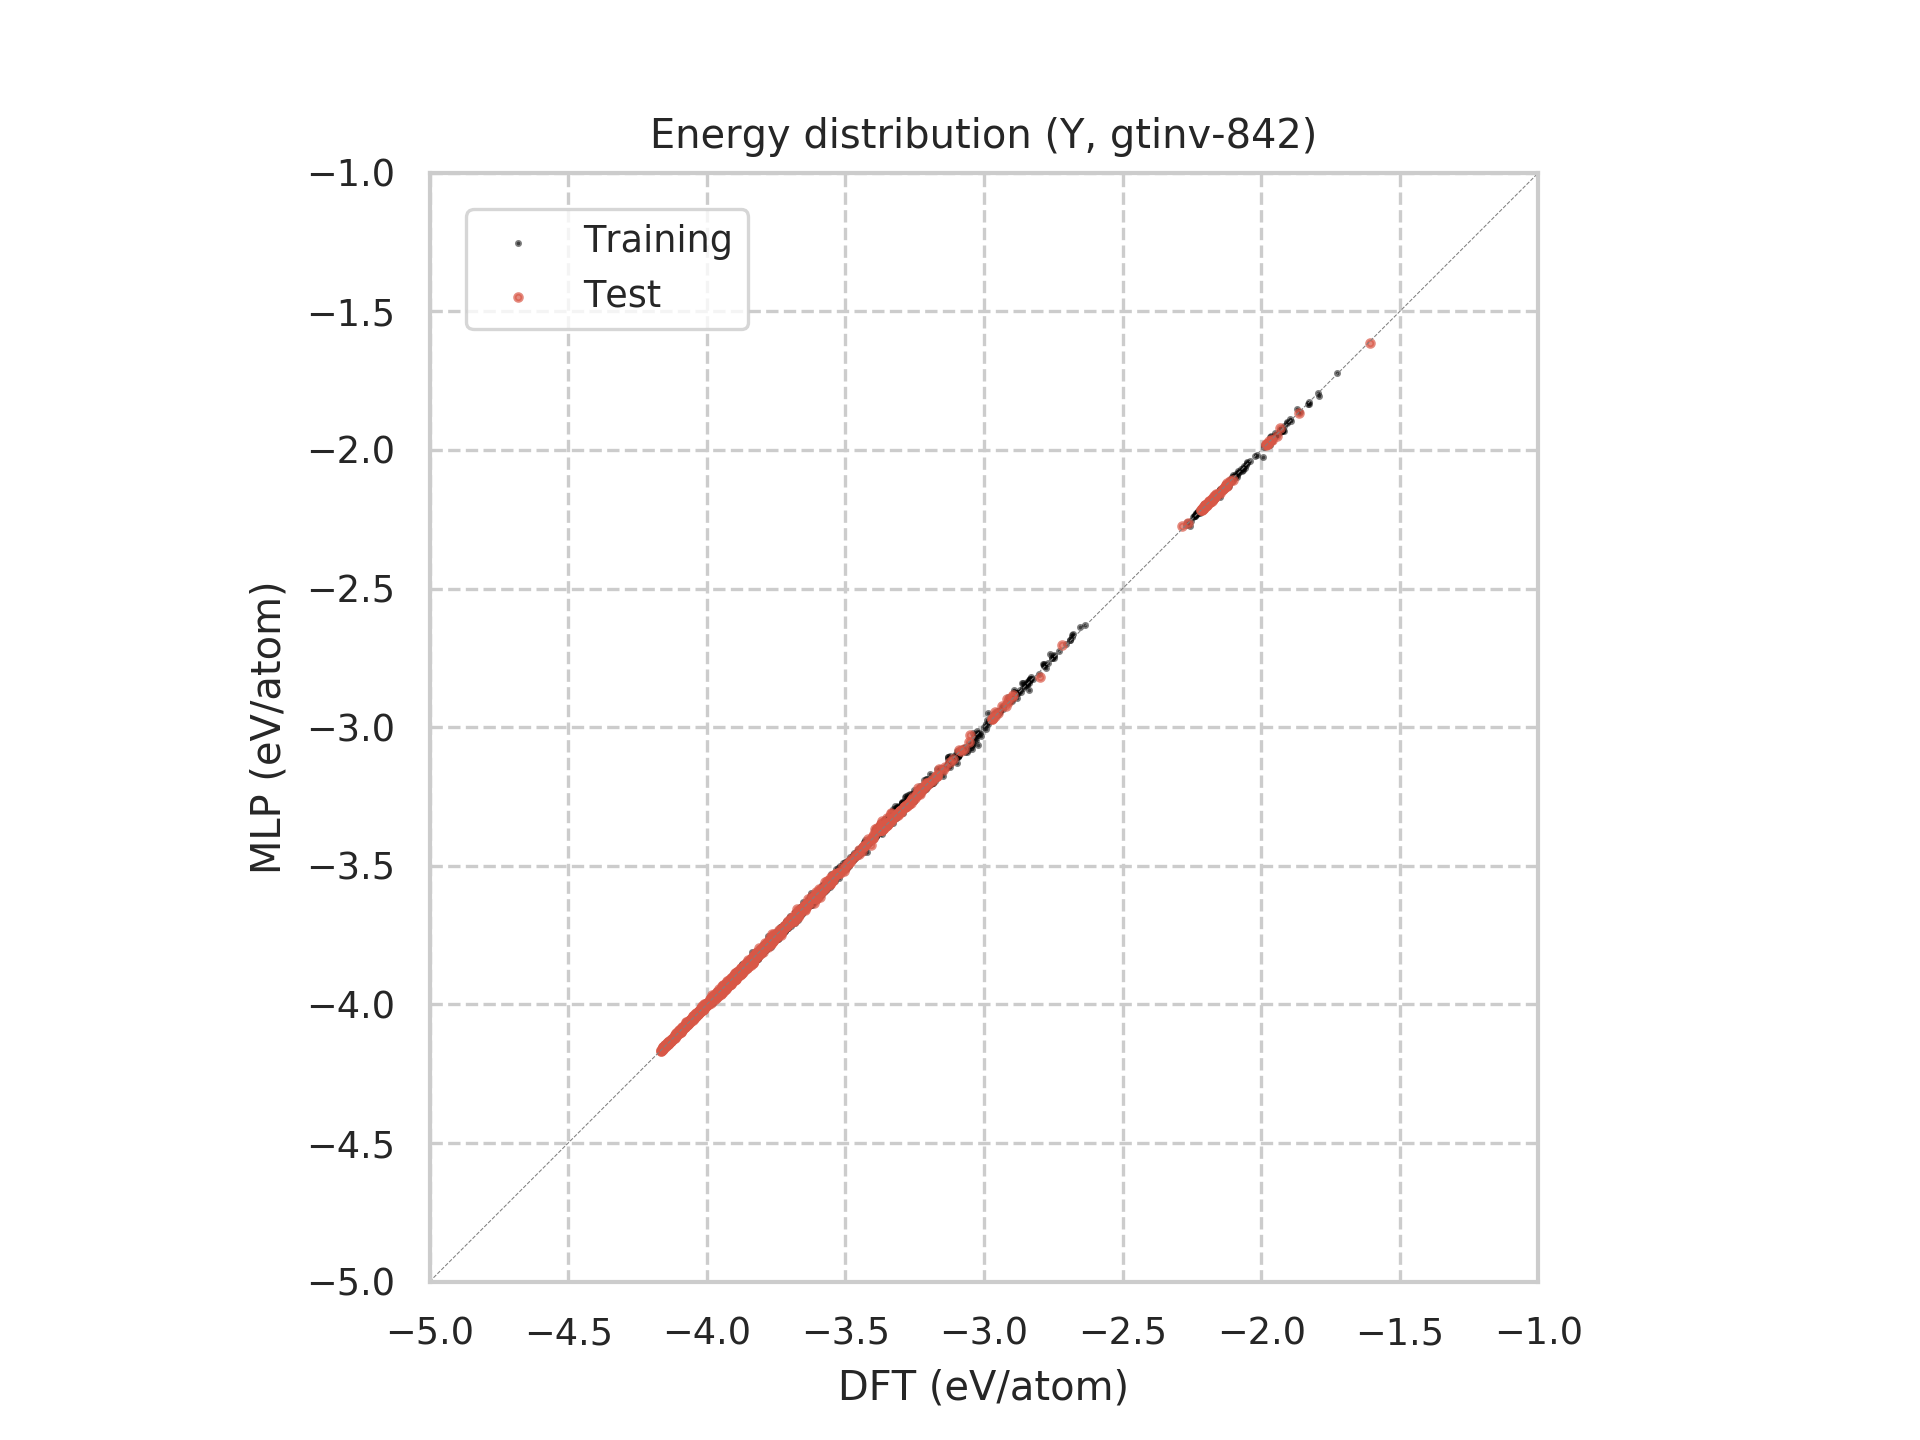 Energy distribution (Y, gtinv-842)
−1.0
−1.5
−2.0
−2.5
−3.0
−3.5
−4.0
−4.5
−5.0
MLP (eV/atom)
Training
Test
−5.0 −4.5 −4.0 −3.5 −3.0 −2.5 −2.0 −1.5 −1.0
DFT (eV/atom)